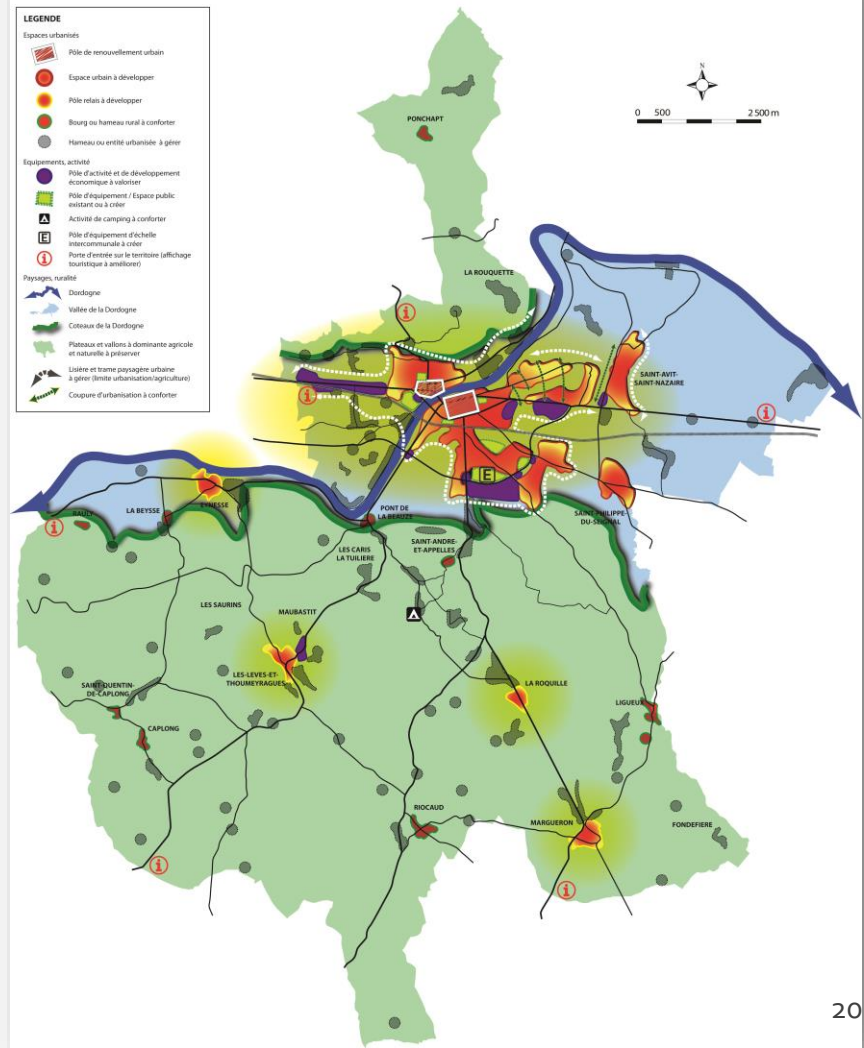 LEGENDE
Espaces urbanisés
Pôle de renouvellement urbain
Espace urbain à développer
Pôle relais à développer
Bourg ou hameau rural à conforter
Hameau ou entité urbanisée à gérer
Equipements, activité
Pôle d'activité et de développement
économique à valoriser
Pôle d'équipement / Espace public
existant ou à créer
Activité de camping à conforter
E
Pôle d'équipement d'échelle
intercommunale à créer
i
Porte d'entrée sur le territoire (affichage
touristique à améliorer)
Paysages, ruralité
Dordogne
Vallée de la Dordogne
Coteaux de la Dordogne
Plateaux et vallons à dominante agricole
et naturelle à préserver
Lisière et trame paysagère urbaine
à gérer (limite urbanisation/agriculture)
Coupure d'urbanisation à conforter
N
0 500 2 500 m
PONCHAPT
LA ROUQUETTE
i
SAINT-AVIT-
SAINT-NAZAIRE
i
i
E
EYNESSE
SAINT-PHILIPPE-
DU-SEIGNAL
RAULY
LA BEYSSE
PONT DE
LA BEAUZE
i
LES CARIS
LA TUILIERE
SAINT-ANDRE-
ET-APPELLES
LES SAURINS
MAUBASTIT
LES-LEVES-ET-
THOUMEYRAGUES
SAINT-QUENTIN-
DE-CAPLONG
LA ROQUILLE
LIGUEUX
CAPLONG
RIOCAUD
MARGUERON
FONDEFIERE
i
i
20